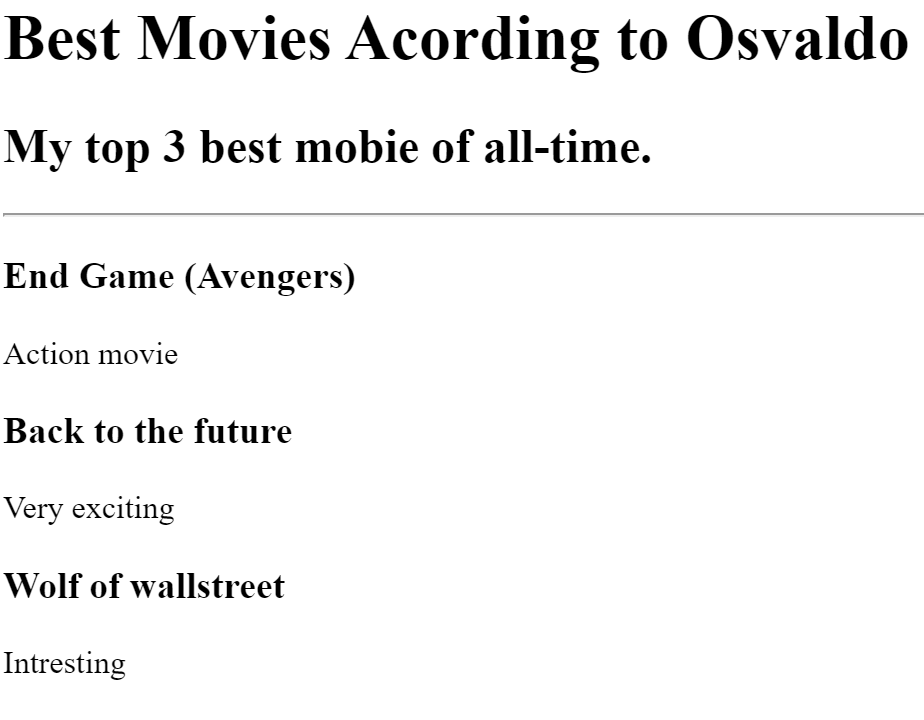 Best Movies Acording to Osvaldo
My top 3 best mobie of all-time.
End Game (Avengers)
Action movie
Back to the future
Very exciting
Wolf of wallstreet
Intresting